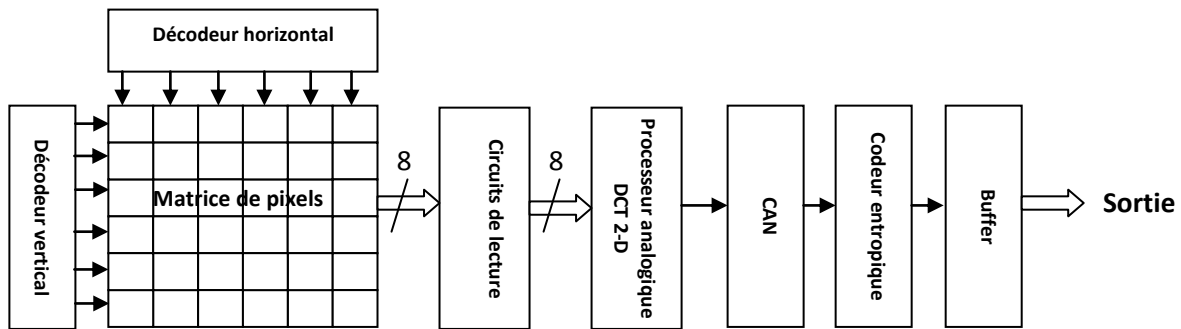 Décodeur horizontal
Décodeur vertical
Matrice de pixels
8
Circuits de lecture
8
Processeur analogique
DCT 2-D
CAN
Codeur entropique
Buffer
Sortie